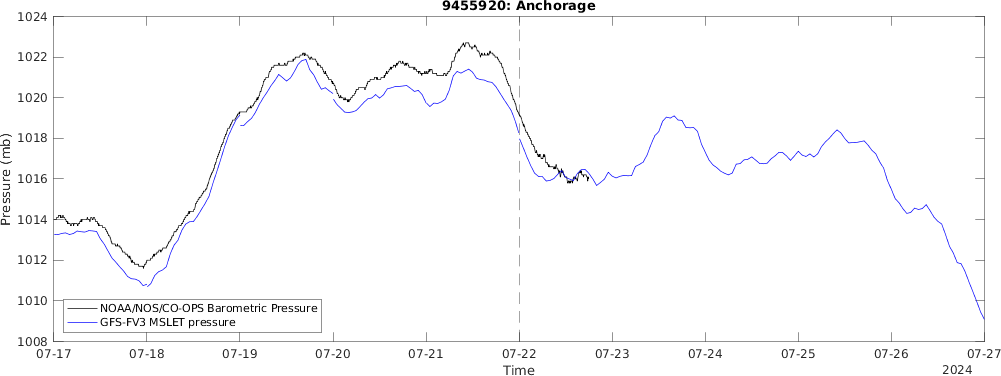 9455920: Anchorage
1024
1022
1020
1018
1016
1014
1012
1010
1008
Pressure (mb)
NOAA/NOS/CO-OPS Barometric Pressure
GFS-FV3 MSLET pressure
07-17 07-18 07-19 07-20 07-21 07-22 07-23 07-24 07-25 07-26 07-27
Time
2024